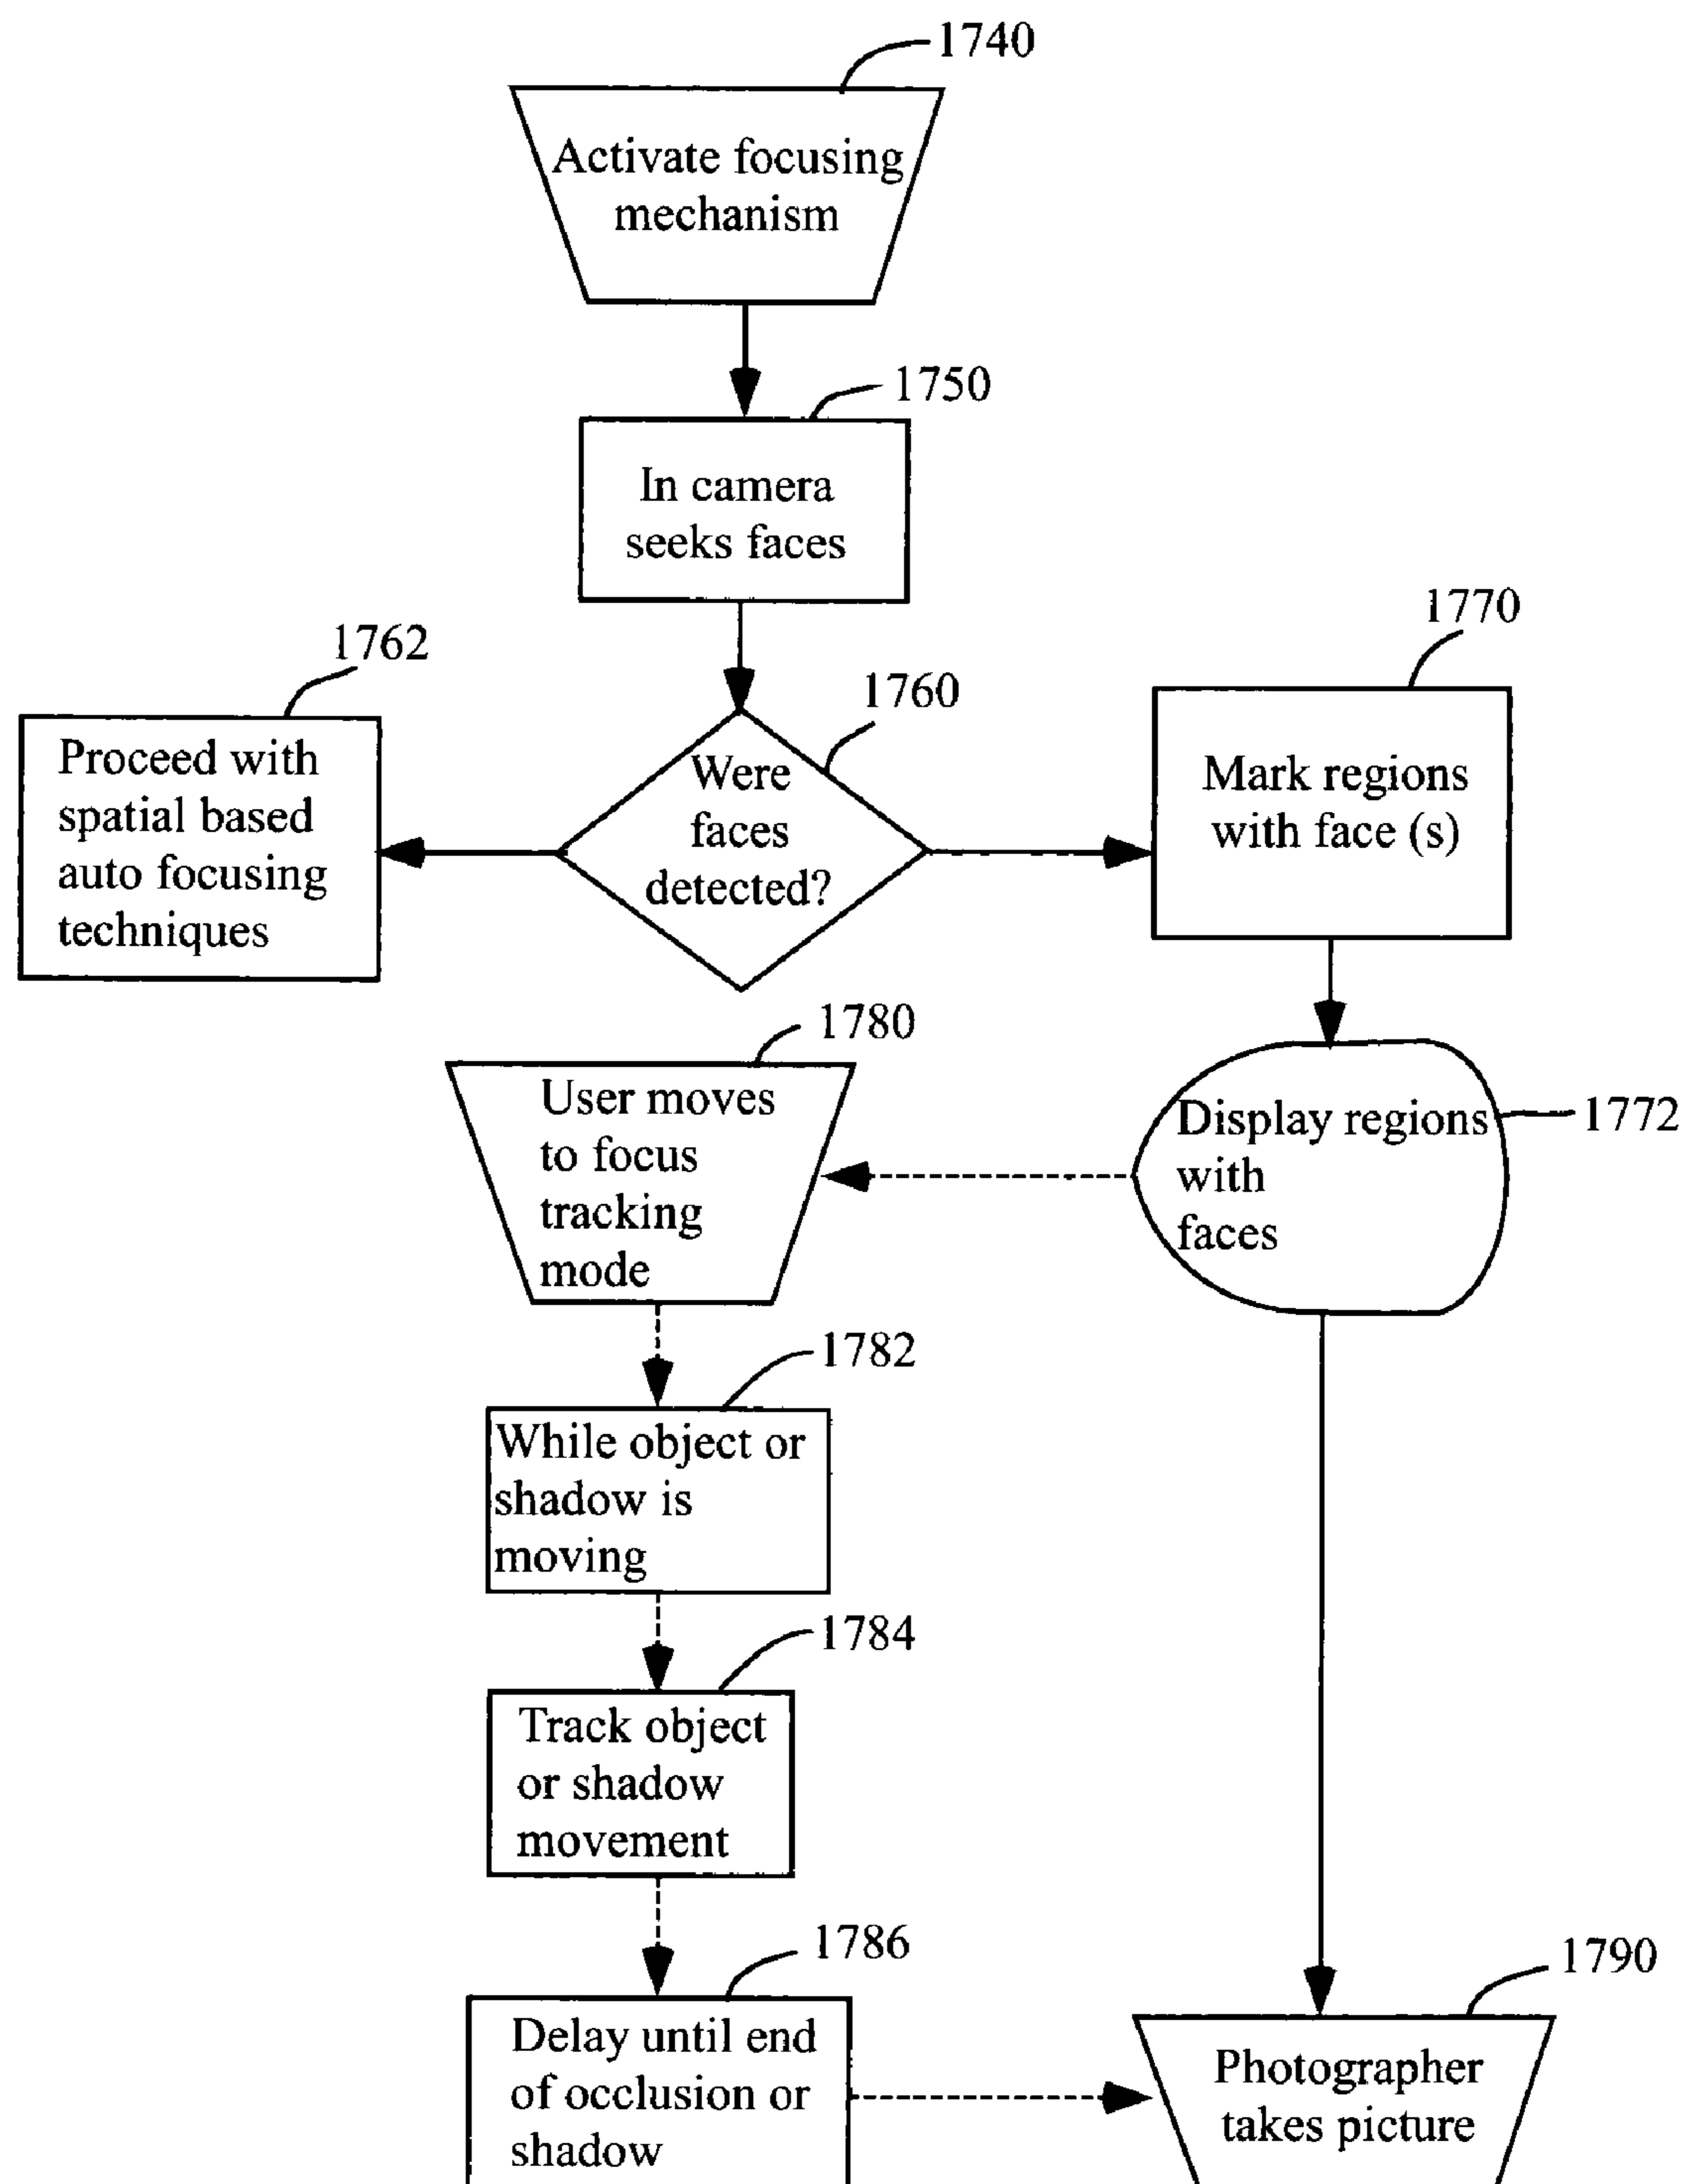 1740
Activate focusing
mechanism
1750
In camera
seeks faces
1762
Proceed with
spatial based
auto focusing
techniques
1760
Were
faces
detected?
1770
Mark regions
with face (s)
1772
Display regions
with
faces
1780
User moves
to focus
tracking
mode
1782
While object or
shadow is
moving
1784
Track object
or shadow
movement
1786
Delay until end
of occlusion or
shadow
1790
Photographer
takes picture